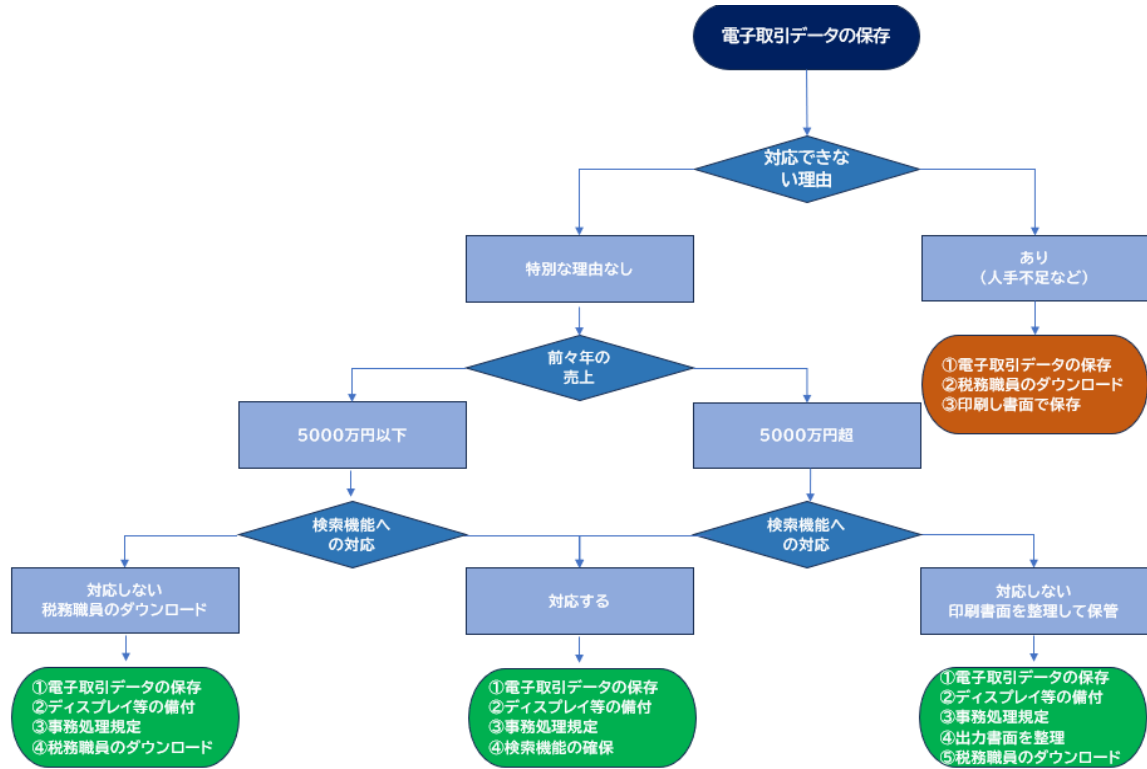 電子取引データの保存
対応できな
い理由
特別な理由なし
あり
（人手不足など）
前々年の
売上
①電子取引データの保存
②税務職員のダウンロード
③印刷し書面で保存
5000万円以下
5000万円超
検索機能へ
の対応
検索機能へ
の対応
対応しない
税務職員のダウンロード
対応する
対応しない
印刷書面を整理して保管
①電子取引データの保存
②ディスプレイ等の備付
③事務処理規定
④税務職員のダウンロード
①電子取引データの保存
②ディスプレイ等の備付
③事務処理規定
④検索機能の確保
①電子取引データの保存
②ディスプレイ等の備付
③事務処理規定
④出力書面を整理
⑤税務職員のダウンロード